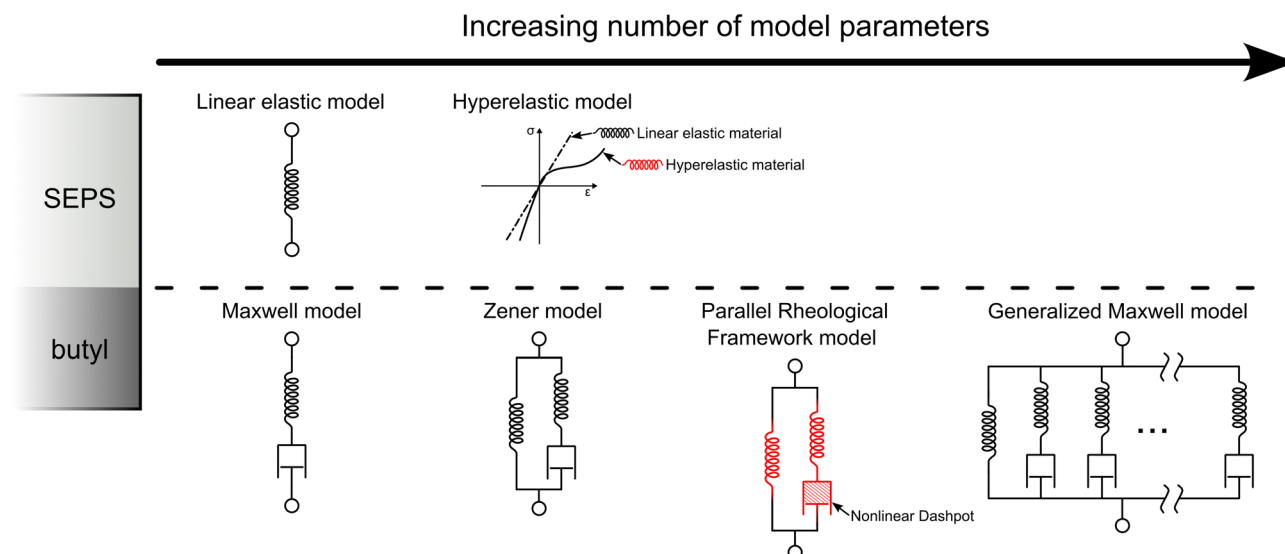 Increasing number of model parameters
SEPS
Linear elastic model
Hyperelastic model
σ
ε
Linear elastic material
Hyperelastic material
butyl
Maxwell model
Zener model
Parallel Rheological
Framework model
Nonlinear Dashpot
Generalized Maxwell model
...